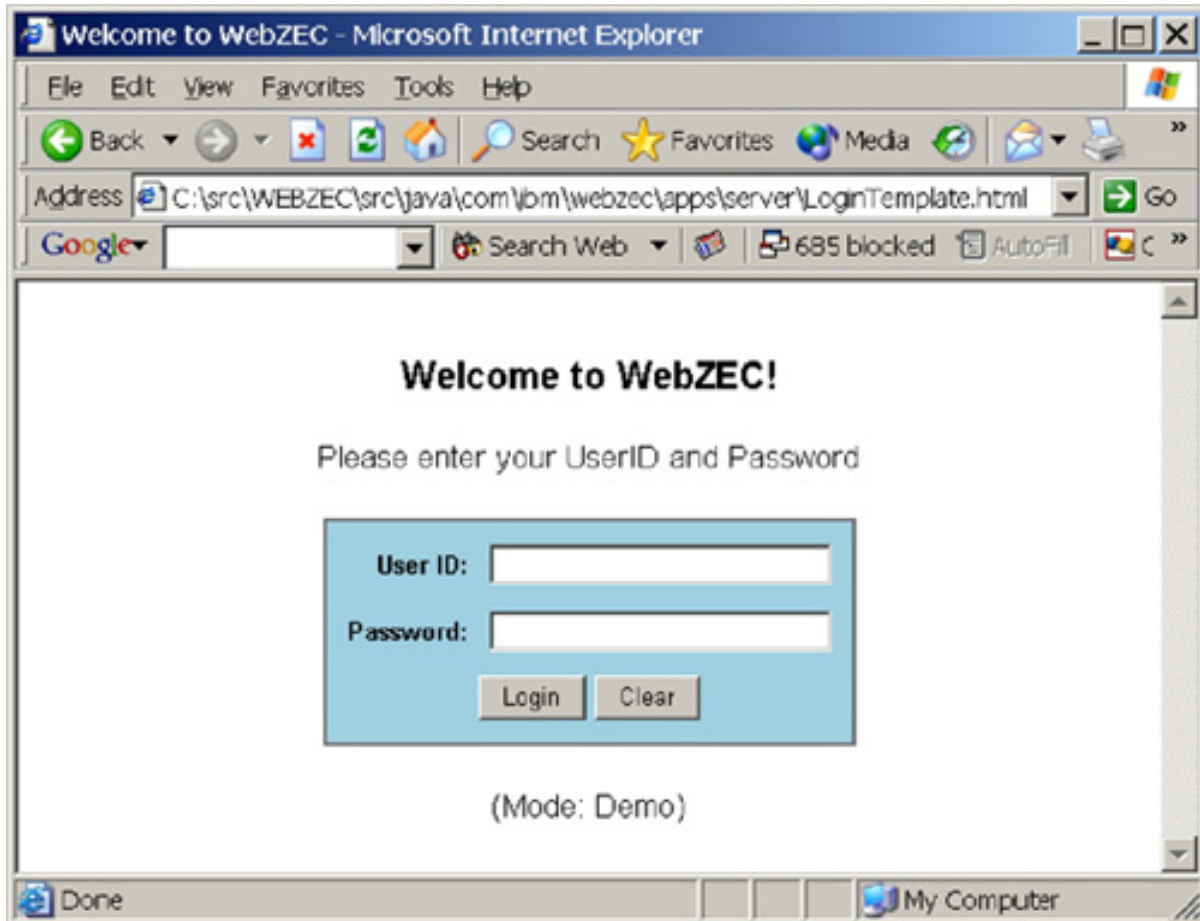 Welcome to WebZEC - Microsoft Internet Explorer
File Edit View Favorites Tools Help
Back Search Favorites Media »
Address C:\src\WEBZEC\src\java\com\ibm\webzec\apps\server\LoginTemplate.html Go
Google Search Web 685 blocked AutoFill C »
Welcome to WebZEC!
Please enter your UserID and Password
User ID:
Password:
Login Clear
(Mode: Demo)
Done My Computer